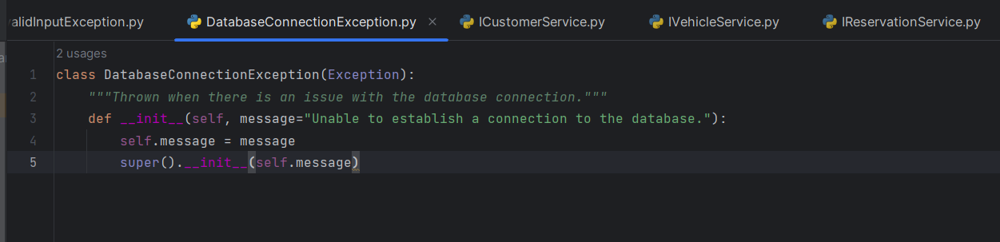 alidInputException.py DatabaseConnectionException.py ICustomerService.py IVehicleService.py IReservationService.py
2 usages
1 class DatabaseConnectionException(Exception):
2 """Thrown when there is an issue with the database connection."""
3 def __init__(self, message="Unable to establish a connection to the database."):
4 self.message = message
5 super().__init__(self.message)